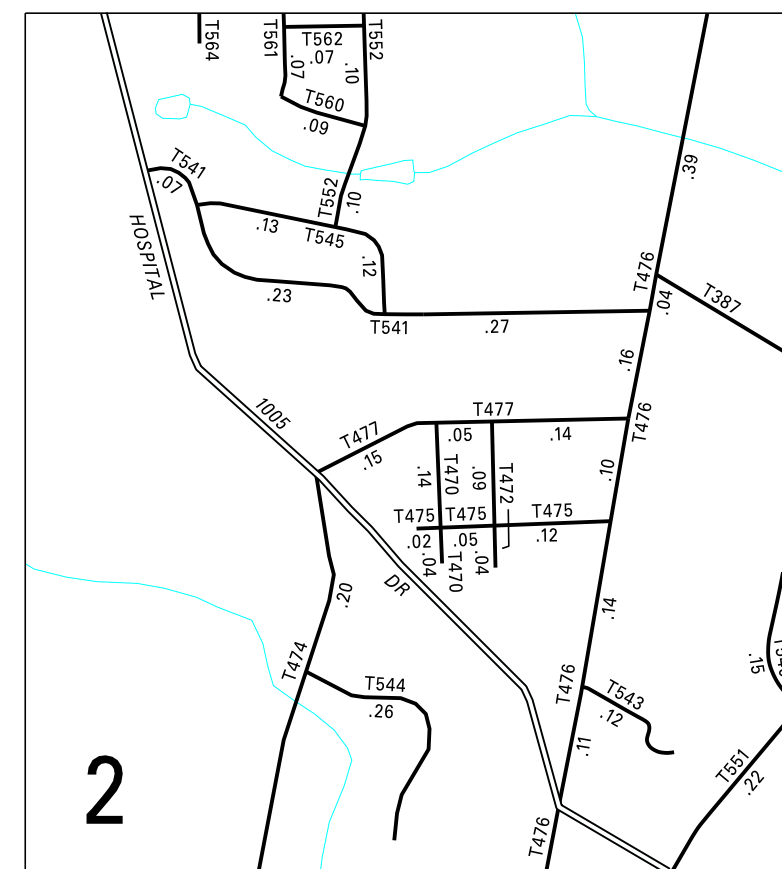 T564
T561
T562
.07
T552
.07
.10
T560
.09
.39
T541
.07
T552
.10
.13
T545
HOSPITAL
.12
T476
.04
T387
.23
T541
.27
.16
1005
T477
T477
T476
.15
.05
.14
.14
T470
.09
T472
.10
T475
T475
T475
.02
.05
.12
.04
T470
.04
DR
.20
.14
T474
T544
.26
T476
T543
.12
.15
.11
T551
.22
2
T476